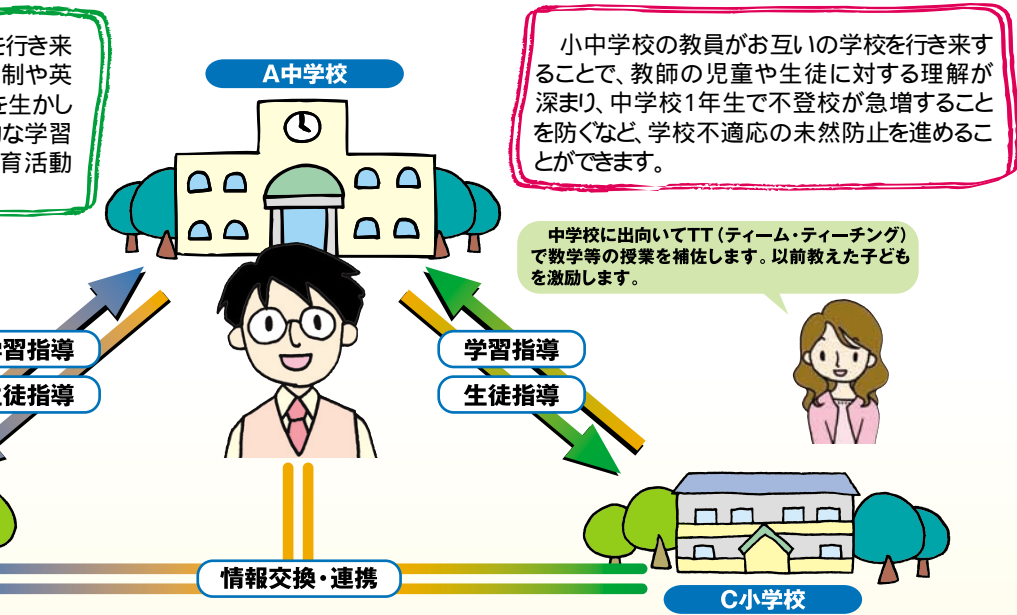 を行き来
制や英
を生かし
的な学習
育活動
A中学校
　小中学校の教員がお互いの学校を行き来す
ることで、教師の児童や生徒に対する理解が
深まり、中学校1年生で不登校が急増すること
を防ぐなど、学校不適応の未然防止を進めるこ
とができます。
　中学校に出向いてTT（ティーム・ティーチング）
で数学等の授業を補佐します。以前教えた子ども
を激励します。
学習指導
生徒指導
学習指導
生徒指導
情報交換・連携
C小学校